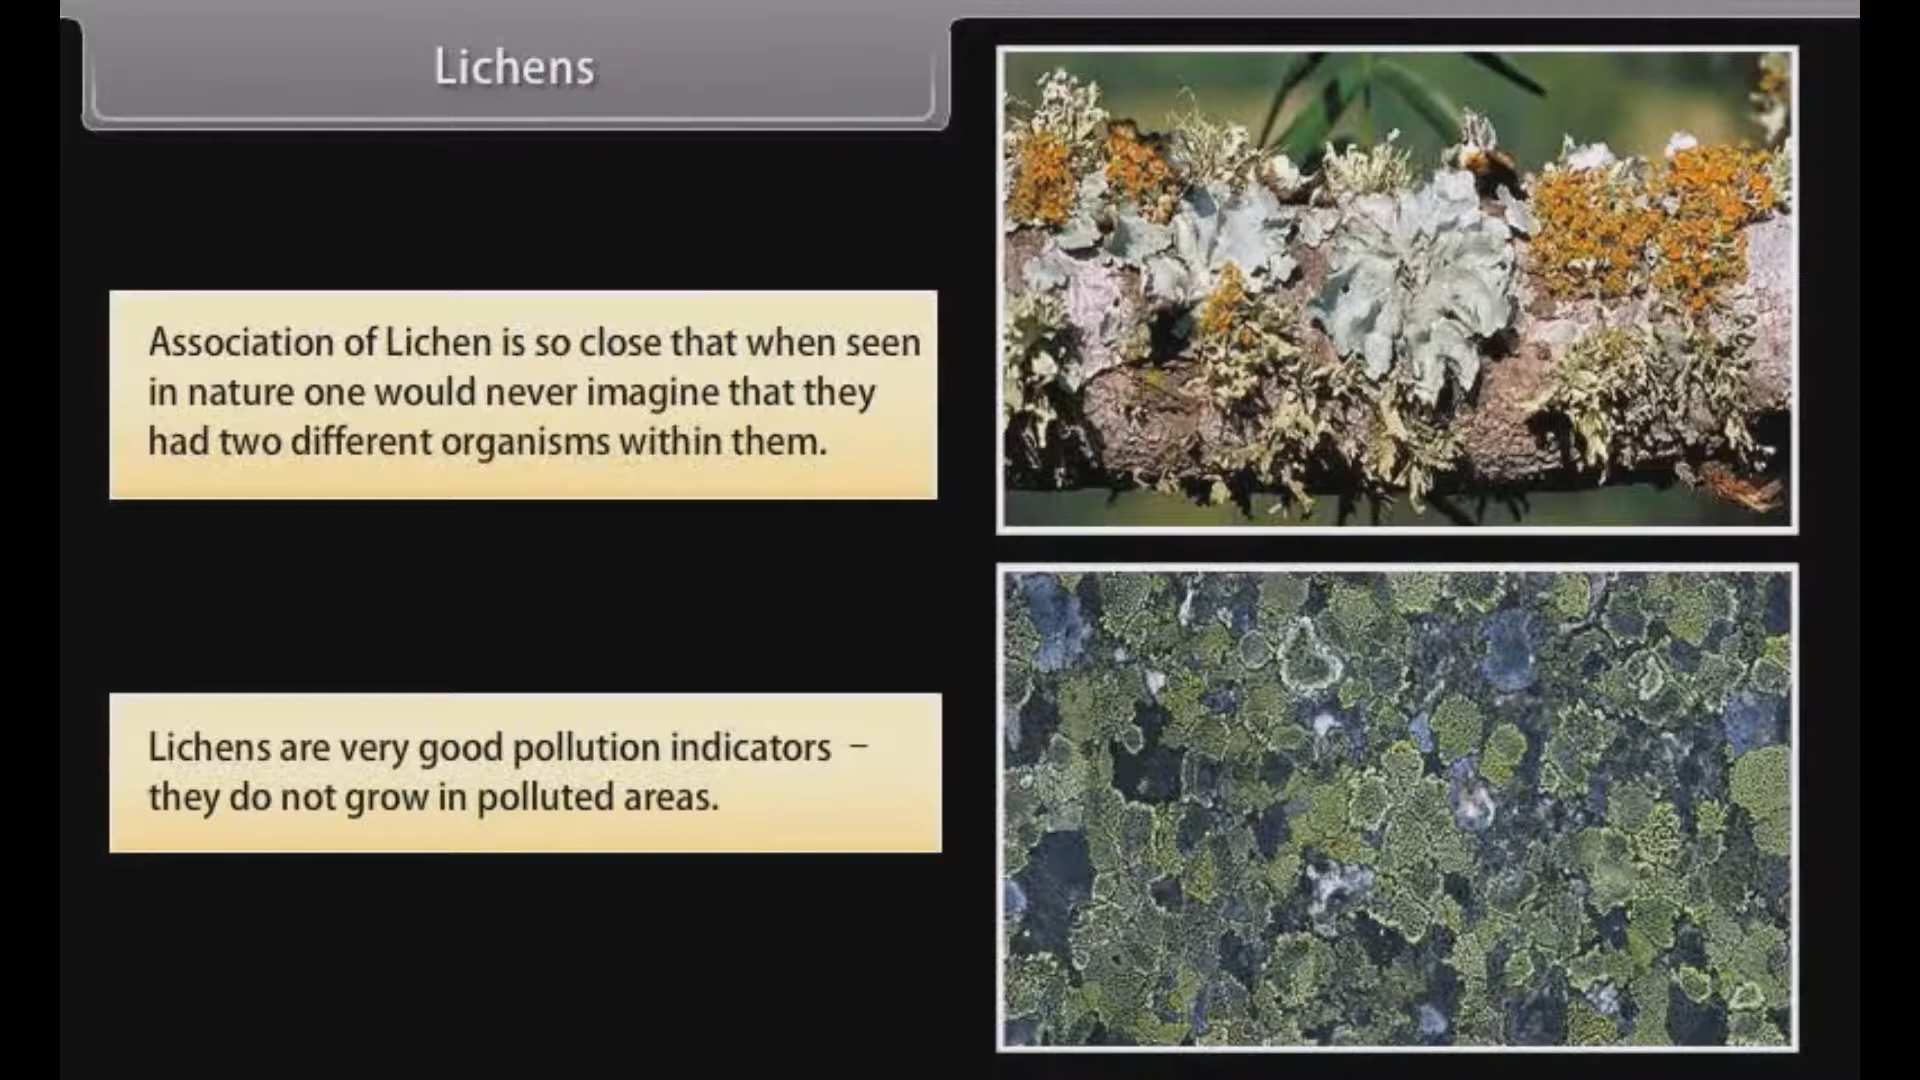 Lichens
Association of Lichen is so close that when seen
in nature one would never imagine that they
had two different organisms within them.
Lichens are very good pollution indicators –
they do not grow in polluted areas.